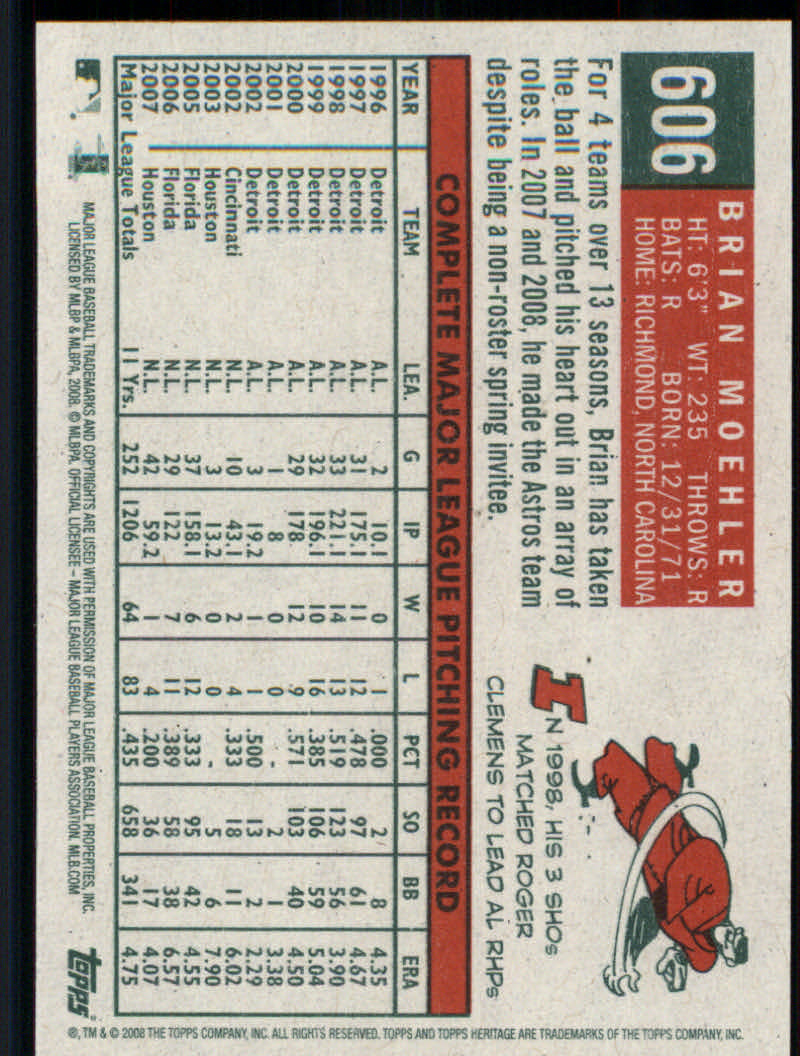 606
BRIAN MOEHLER
HT: 6'3" WT: 235 THROWS: R
BATS: R BORN: 12/31/71
HOME: RICHMOND, NORTH CAROLINA
For 4 teams over 13 seasons, Brian has taken
the ball and pitched his heart out in an array of
roles. In 2007 and 2008, he made the Astros team
despite being a non-roster spring invitee.
IN 1998, HIS 3 SHOs
MATCHED ROGER
CLEMENS TO LEAD AL RHPs
COMPLETE MAJOR LEAGUE PITCHING RECORD
YEAR TEAM LEA. G IP W L PCT SO BB ERA
1996 Detroit A.L. 2 10.1 0 1 .000 2 8 4.35
1997 Detroit A.L. 31 175.1 11 12 .478 97 61 4.67
1998 Detroit A.L. 33 221.1 14 13 .519 123 56 3.90
1999 Detroit A.L. 32 196.1 10 16 .385 106 59 5.04
2000 Detroit A.L. 29 178 12 9 .571 103 40 4.50
2001 Detroit A.L. 1 8 0 0 - 2 1 3.38
2002 Detroit A.L. 3 19.2 1 1 .500 13 2 2.29
2002 Cincinnati N.L. 10 43.1 2 4 .333 18 11 6.02
2003 Houston N.L. 3 13.2 0 0 - 5 6 7.90
2005 Florida N.L. 37 158.1 6 12 .333 95 42 4.55
2006 Florida N.L. 29 122 7 11 .389 58 38 6.57
2007 Houston N.L. 42 59.2 1 4 .200 36 17 4.07
Major League Totals 11 Yrs. 252 1206 64 83 .435 658 341 4.75
MAJOR LEAGUE BASEBALL TRADEMARKS AND COPYRIGHTS ARE USED WITH PERMISSION OF MAJOR LEAGUE BASEBALL PROPERTIES, INC.
LICENSED BY MLBP & MLBPA, 2008. © MLBPA. OFFICIAL LICENSEE – MAJOR LEAGUE BASEBALL PLAYERS ASSOCIATION. MLB.COM
topps
®, TM & © 2008 THE TOPPS COMPANY, INC. ALL RIGHTS RESERVED. TOPPS AND TOPPS HERITAGE ARE TRADEMARKS OF THE TOPPS COMPANY, INC.